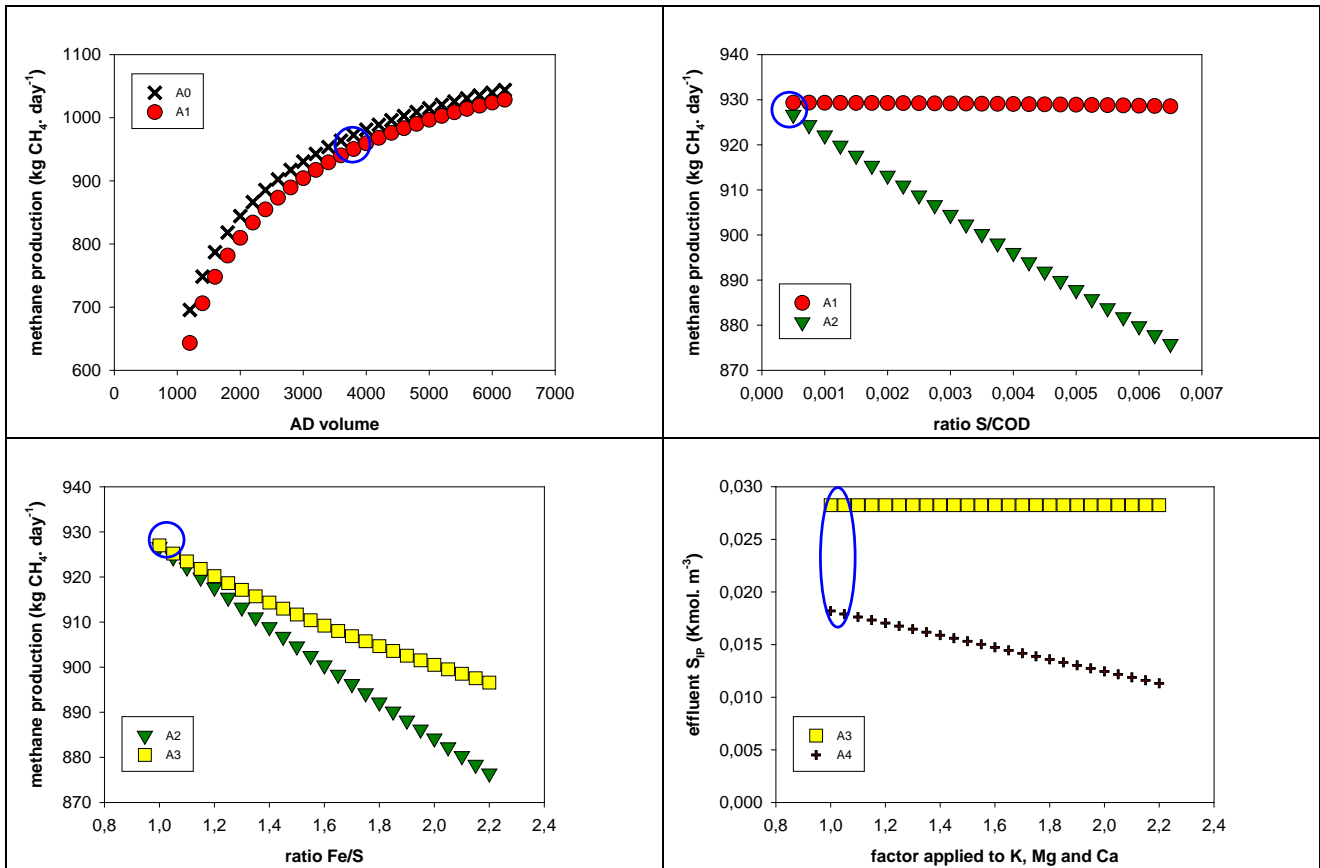 methane production (kg CH₄. day⁻¹)
1100
1000
900
800
700
600
A0
A1
0 1000 2000 3000 4000 5000 6000 7000
AD volume
methane production (kg CH₄. day⁻¹)
940
930
920
910
900
890
880
870
A1
A2
0,000 0,001 0,002 0,003 0,004 0,005 0,006 0,007
ratio S/COD
methane production (kg CH₄. day⁻¹)
940
930
920
910
900
890
880
870
A2
A3
0,8 1,0 1,2 1,4 1,6 1,8 2,0 2,2 2,4
ratio Fe/S
effluent S_IP (Kmol. m⁻³)
0,030
0,025
0,020
0,015
0,010
0,005
0,000
A3
A4
0,8 1,0 1,2 1,4 1,6 1,8 2,0 2,2 2,4
factor applied to K, Mg and Ca